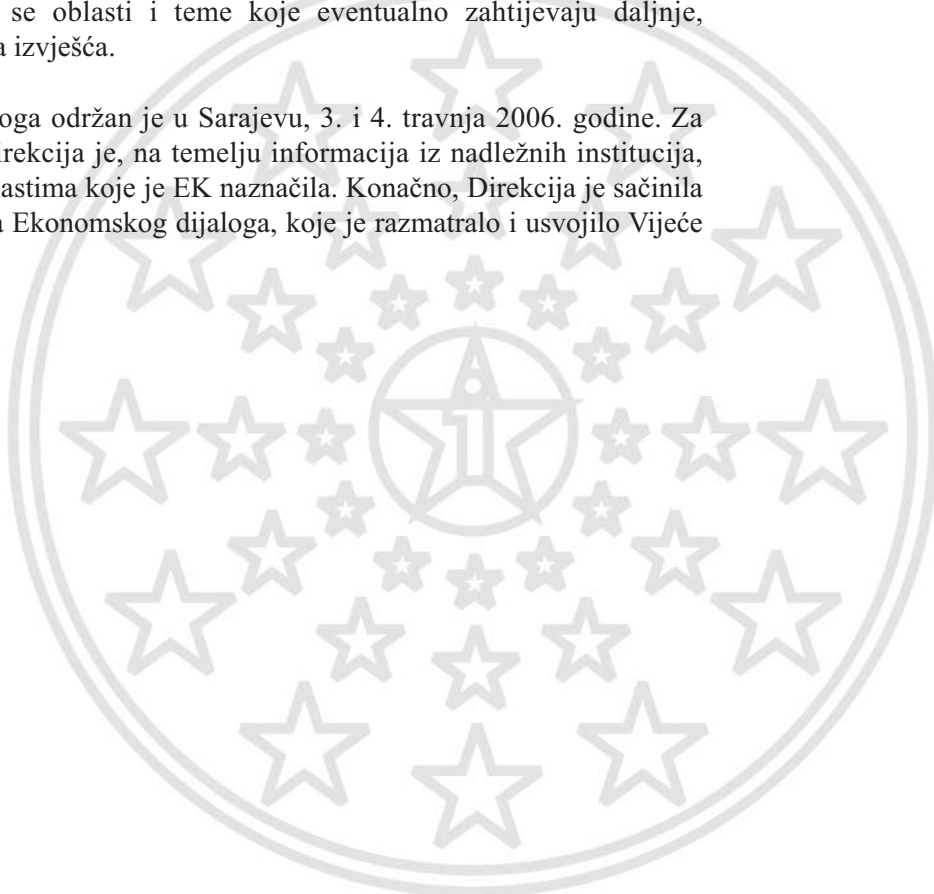 se oblasti i teme koje eventualno zahtijevaju daljnje,
a izvješća.
oga održan je u Sarajevu, 3. i 4. travnja 2006. godine. Za
irekcija je, na temelju informacija iz nadležnih institucija,
astima koje je EK naznačila. Konačno, Direkcija je sačinila
a Ekonomskog dijaloga, koje je razmatralo i usvojilo Vijeće
1